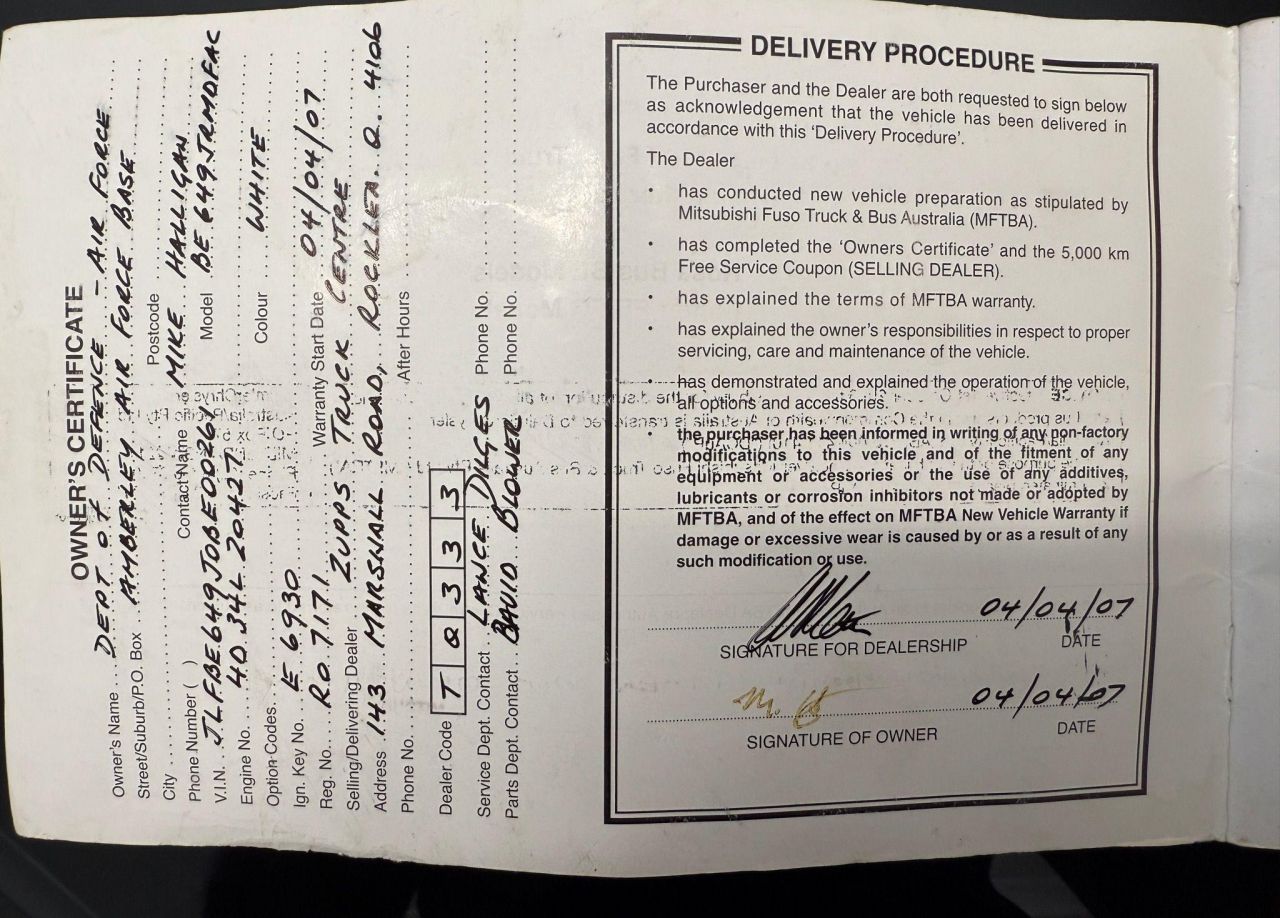 OWNER'S CERTIFICATE
Owner's Name DEPT OF DEFENCE - AIR FORCE
Street/Suburb/P.O. Box AMBERLEY AIR FORCE BASE
City Postcode
Phone Number ( ) Contact Name MIKE HALLIGAN
V.I.N. JLFBE649J0BE00264 Model BE649JRMDFAC
Engine No. 4D34L 20427
Option Codes Colour WHITE
Ign. Key No. E 6930
Reg. No. RO 7171 Warranty Start Date 04/04/07
Selling/Delivering Dealer ZUPPS TRUCK CENTRE
Address 143 MARSHALL ROAD, ROCKLEA. Q. 4106
Phone No. After Hours
Dealer Code T Q 3 3 3 3
Service Dept. Contact LANCE Phone No.
Parts Dept. Contact DAVID BLOWER Phone No.
DELIVERY PROCEDURE
The Purchaser and the Dealer are both requested to sign below
as acknowledgement that the vehicle has been delivered in
accordance with this 'Delivery Procedure'.
The Dealer
• has conducted new vehicle preparation as stipulated by
Mitsubishi Fuso Truck & Bus Australia (MFTBA).
• has completed the 'Owners Certificate' and the 5,000 km
Free Service Coupon (SELLING DEALER).
• has explained the terms of MFTBA warranty.
• has explained the owner's responsibilities in respect to proper
servicing, care and maintenance of the vehicle.
• has demonstrated and explained the operation of the vehicle,
all options and accessories.
• the purchaser has been informed in writing of any non-factory
modifications to this vehicle and of the fitment of any
equipment or accessories or the use of any additives,
lubricants or corrosion inhibitors not made or adopted by
MFTBA, and of the effect on MFTBA New Vehicle Warranty if
damage or excessive wear is caused by or as a result of any
such modification or use.
04/04/07
SIGNATURE FOR DEALERSHIP DATE
04/04/07
SIGNATURE OF OWNER DATE